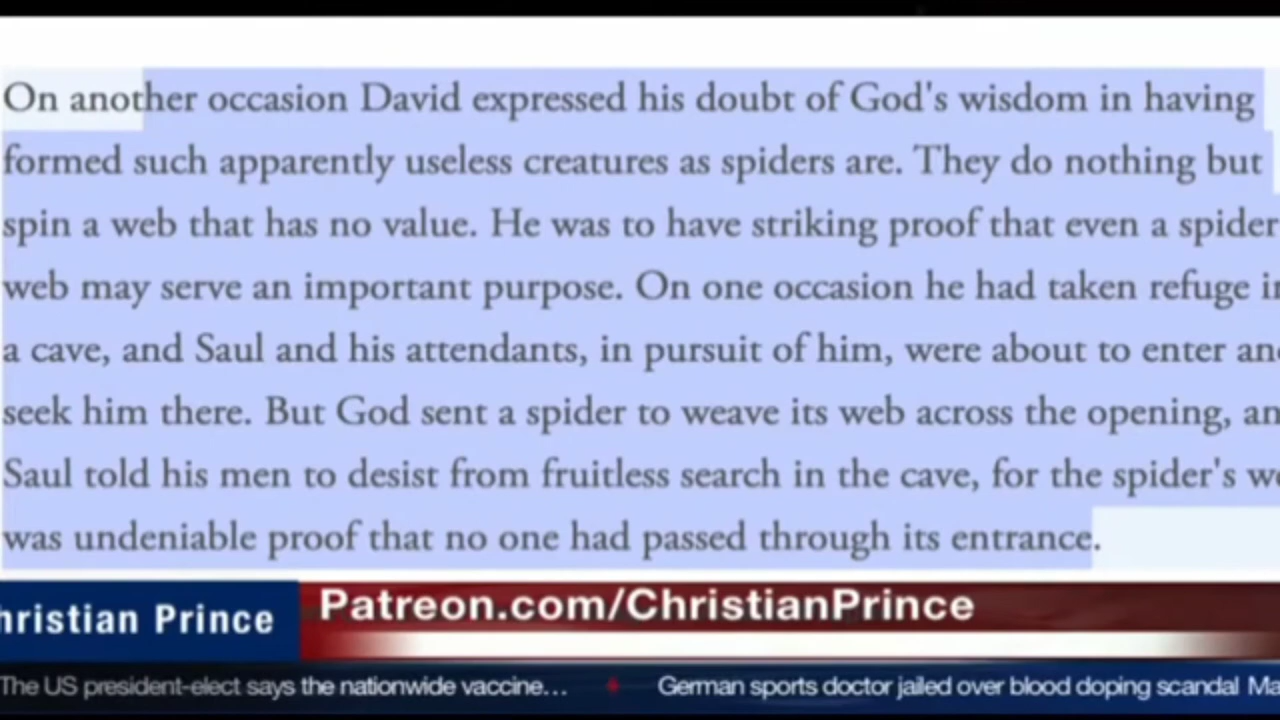 On another occasion David expressed his doubt of God's wisdom in having
formed such apparently useless creatures as spiders are. They do nothing but
spin a web that has no value. He was to have striking proof that even a spider
web may serve an important purpose. On one occasion he had taken refuge in
a cave, and Saul and his attendants, in pursuit of him, were about to enter and
seek him there. But God sent a spider to weave its web across the opening, an
Saul told his men to desist from fruitless search in the cave, for the spider's we
was undeniable proof that no one had passed through its entrance.
hristian Prince
Patreon.com/ChristianPrince
The US president-elect says the nationwide vaccine...
German sports doctor jailed over blood doping scandal Ma